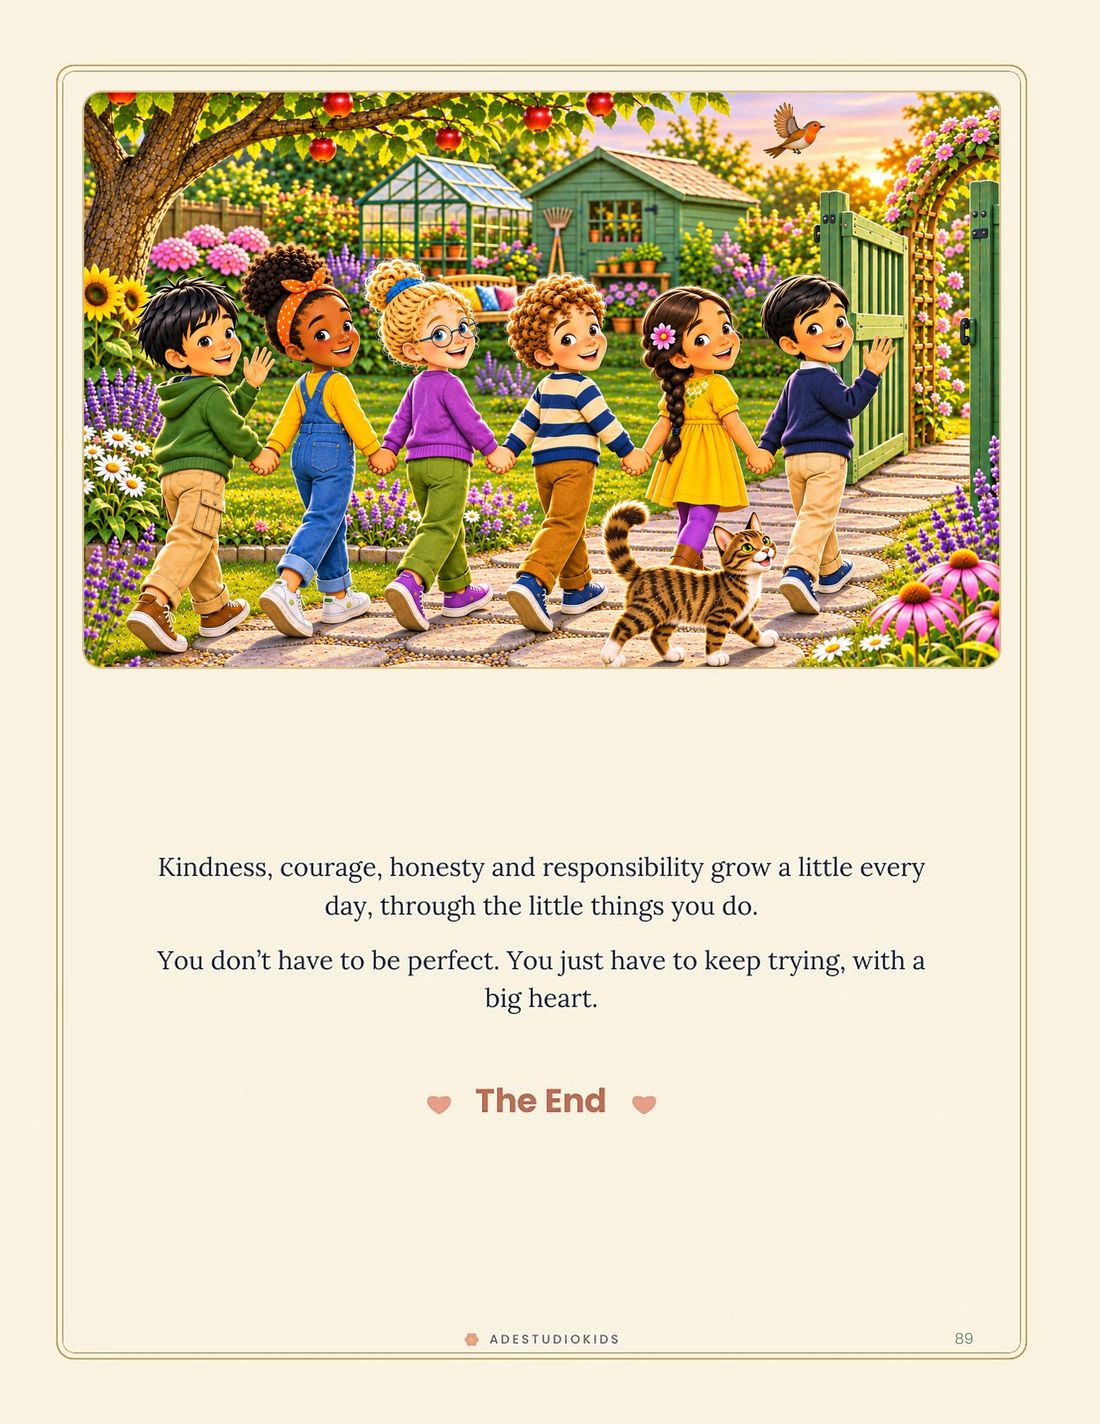 Kindness, courage, honesty and responsibility grow a little every
day, through the little things you do.
You don’t have to be perfect. You just have to keep trying, with a
big heart.
The End
ADESTUDIOKIDS
89